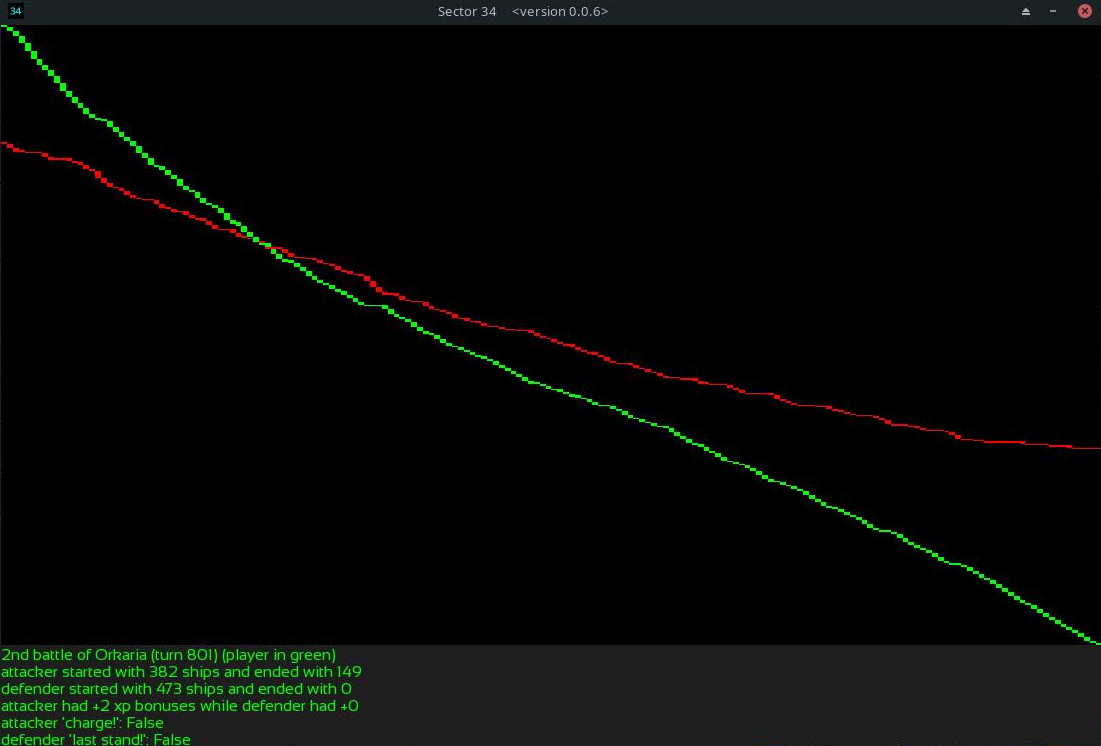 34
Sector 34 <version 0.0.6>
2nd battle of Orkaria (turn 801) (player in green)
attacker started with 382 ships and ended with 149
defender started with 473 ships and ended with 0
attacker had +2 xp bonuses while defender had +0
attacker 'charge!': False
defender 'last stand!': False